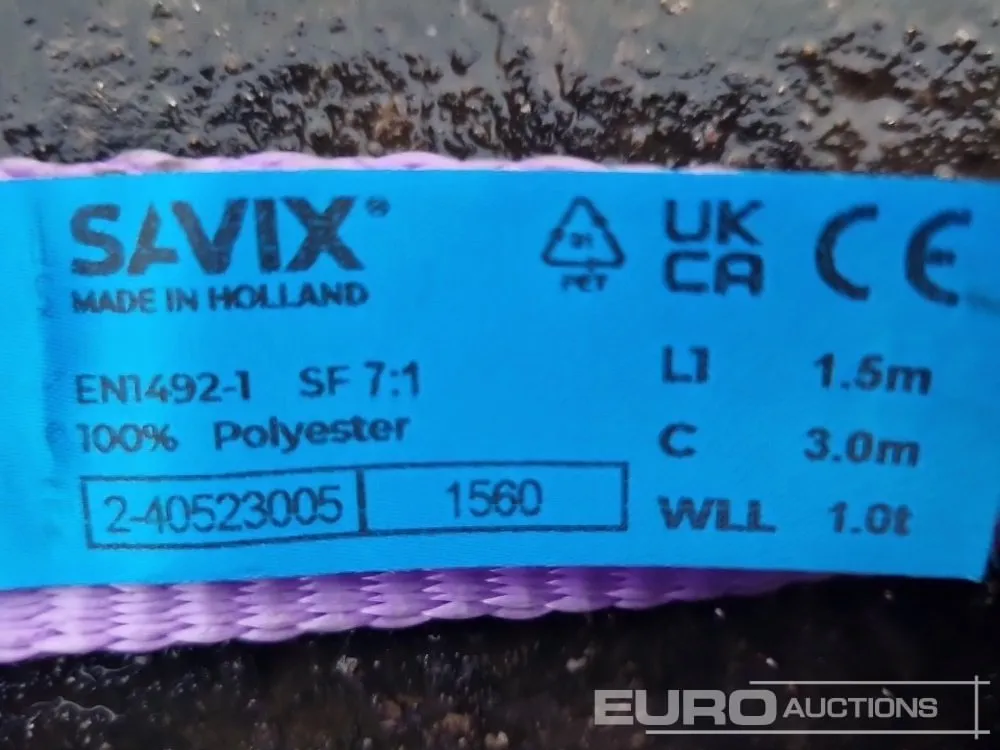 SAVIX®
MADE IN HOLLAND
EN1492-1 SF 7:1
100% Polyester
2-40523005 1560
PET
UK
CA
CE
L1 1.5m
C 3.0m
WLL 1.0t
EURO AUCTIONS